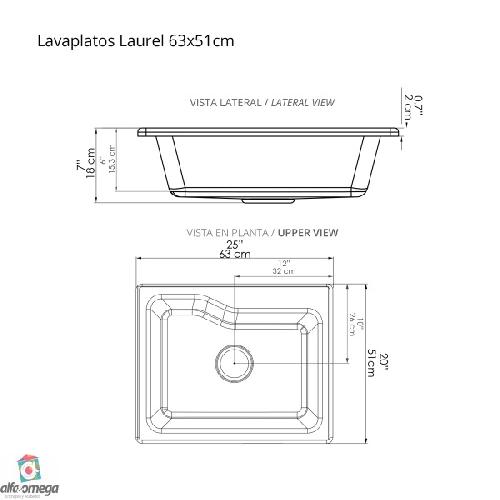 Lavaplatos Laurel 63x51cm
VISTA LATERAL / LATERAL VIEW
0.7"
2 cm
7"
18 cm
6"
15.3 cm
VISTA EN PLANTA / UPPER VIEW
25"
63 cm
12"
32 cm
10"
26 cm
20"
51cm
alfa omega